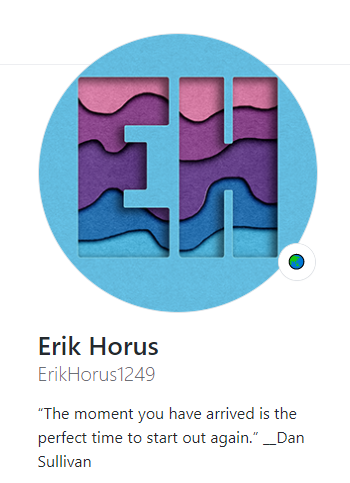 EH
Erik Horus
ErikHorus1249
“The moment you have arrived is the
perfect time to start out again.” __Dan
Sullivan